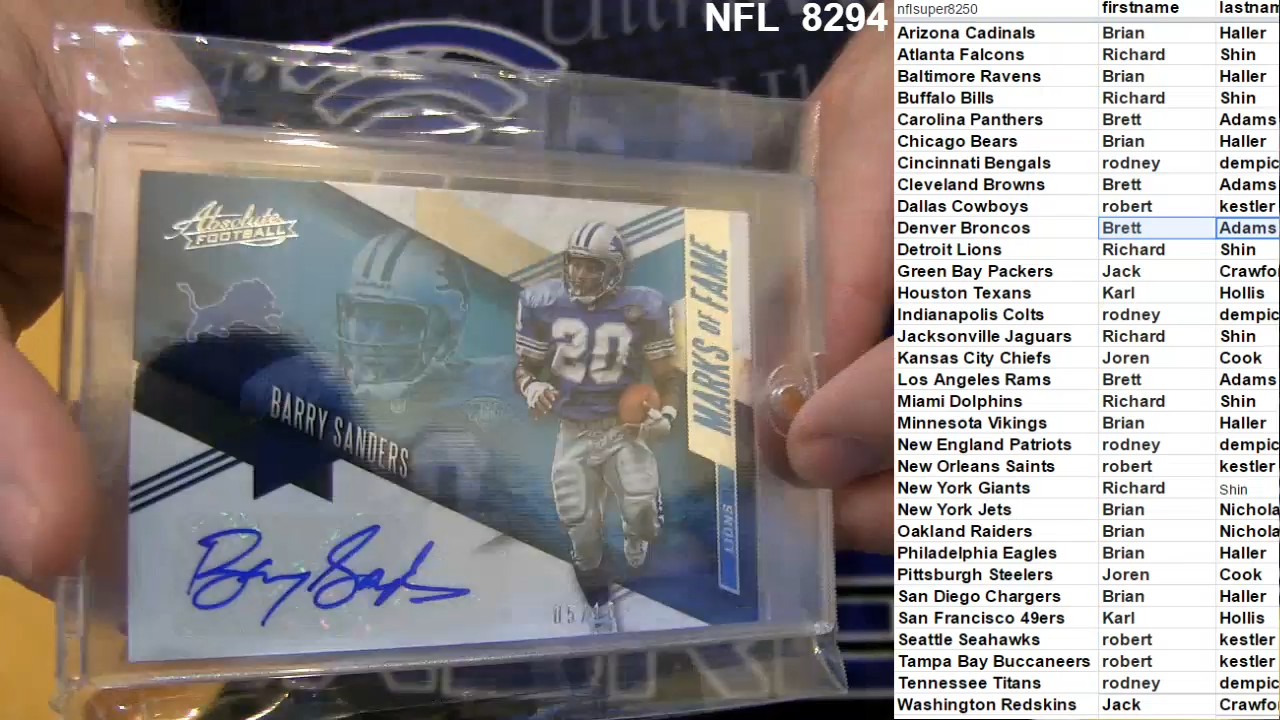 NFL 8294
Absolute
FOOTBALL
BARRY SANDERS
20
MARKS OF FAME
LIONS
Barry Sanders
nflsuper8250 firstname lastnam
Arizona Cadinals Brian Haller
Atlanta Falcons Richard Shin
Baltimore Ravens Brian Haller
Buffalo Bills Richard Shin
Carolina Panthers Brett Adams
Chicago Bears Brian Haller
Cincinnati Bengals rodney dempic
Cleveland Browns Brett Adams
Dallas Cowboys robert kestler
Denver Broncos Brett Adams
Detroit Lions Richard Shin
Green Bay Packers Jack Crawfo
Houston Texans Karl Hollis
Indianapolis Colts rodney dempic
Jacksonville Jaguars Richard Shin
Kansas City Chiefs Joren Cook
Los Angeles Rams Brett Adams
Miami Dolphins Richard Shin
Minnesota Vikings Brian Haller
New England Patriots rodney dempic
New Orleans Saints robert kestler
New York Giants Richard Shin
New York Jets Brian Nichola
Oakland Raiders Brian Nichola
Philadelphia Eagles Brian Haller
Pittsburgh Steelers Joren Cook
San Diego Chargers Brian Haller
San Francisco 49ers Karl Hollis
Seattle Seahawks robert kestler
Tampa Bay Buccaneers robert kestler
Tennessee Titans rodney dempic
Washington Redskins Jack Crawfo